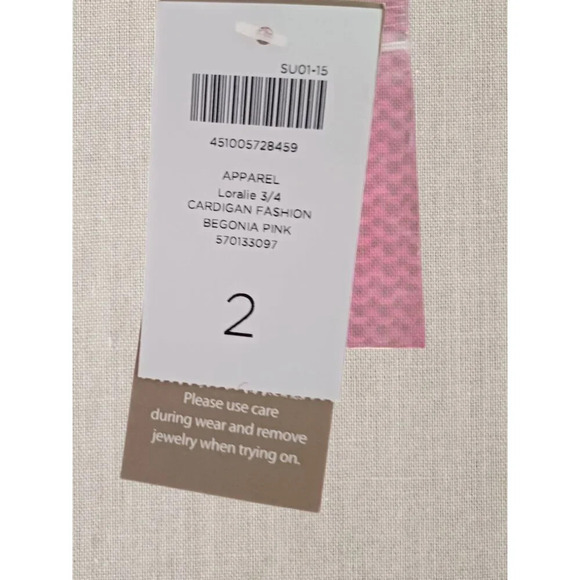 SU01-15
451005728459
APPAREL
Loralie 3/4
CARDIGAN FASHION
BEGONIA PINK
570133097
2
Please use care
during wear and remove
jewelry when trying on.